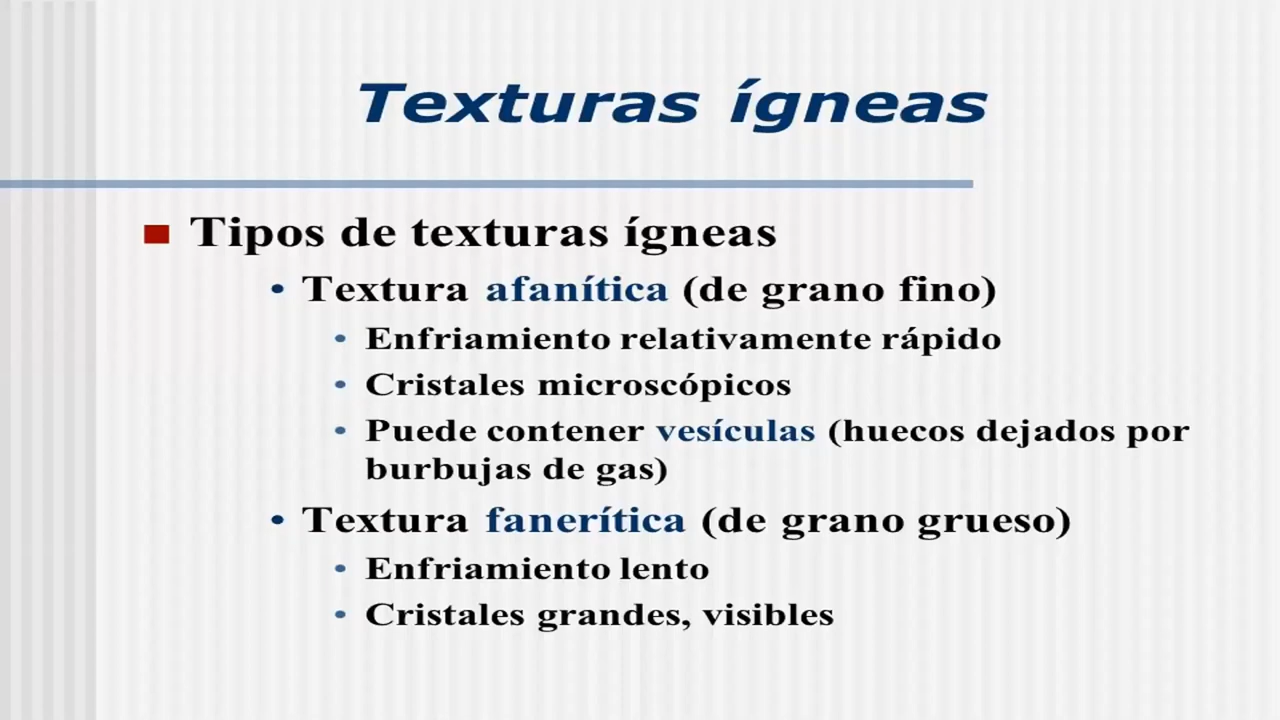 Texturas ígneas
Tipos de texturas ígneas
• Textura afanítica (de grano fino)
• Enfriamiento relativamente rápido
• Cristales microscópicos
• Puede contener vesículas (huecos dejados por
burbujas de gas)
• Textura fanerítica (de grano grueso)
• Enfriamiento lento
• Cristales grandes, visibles